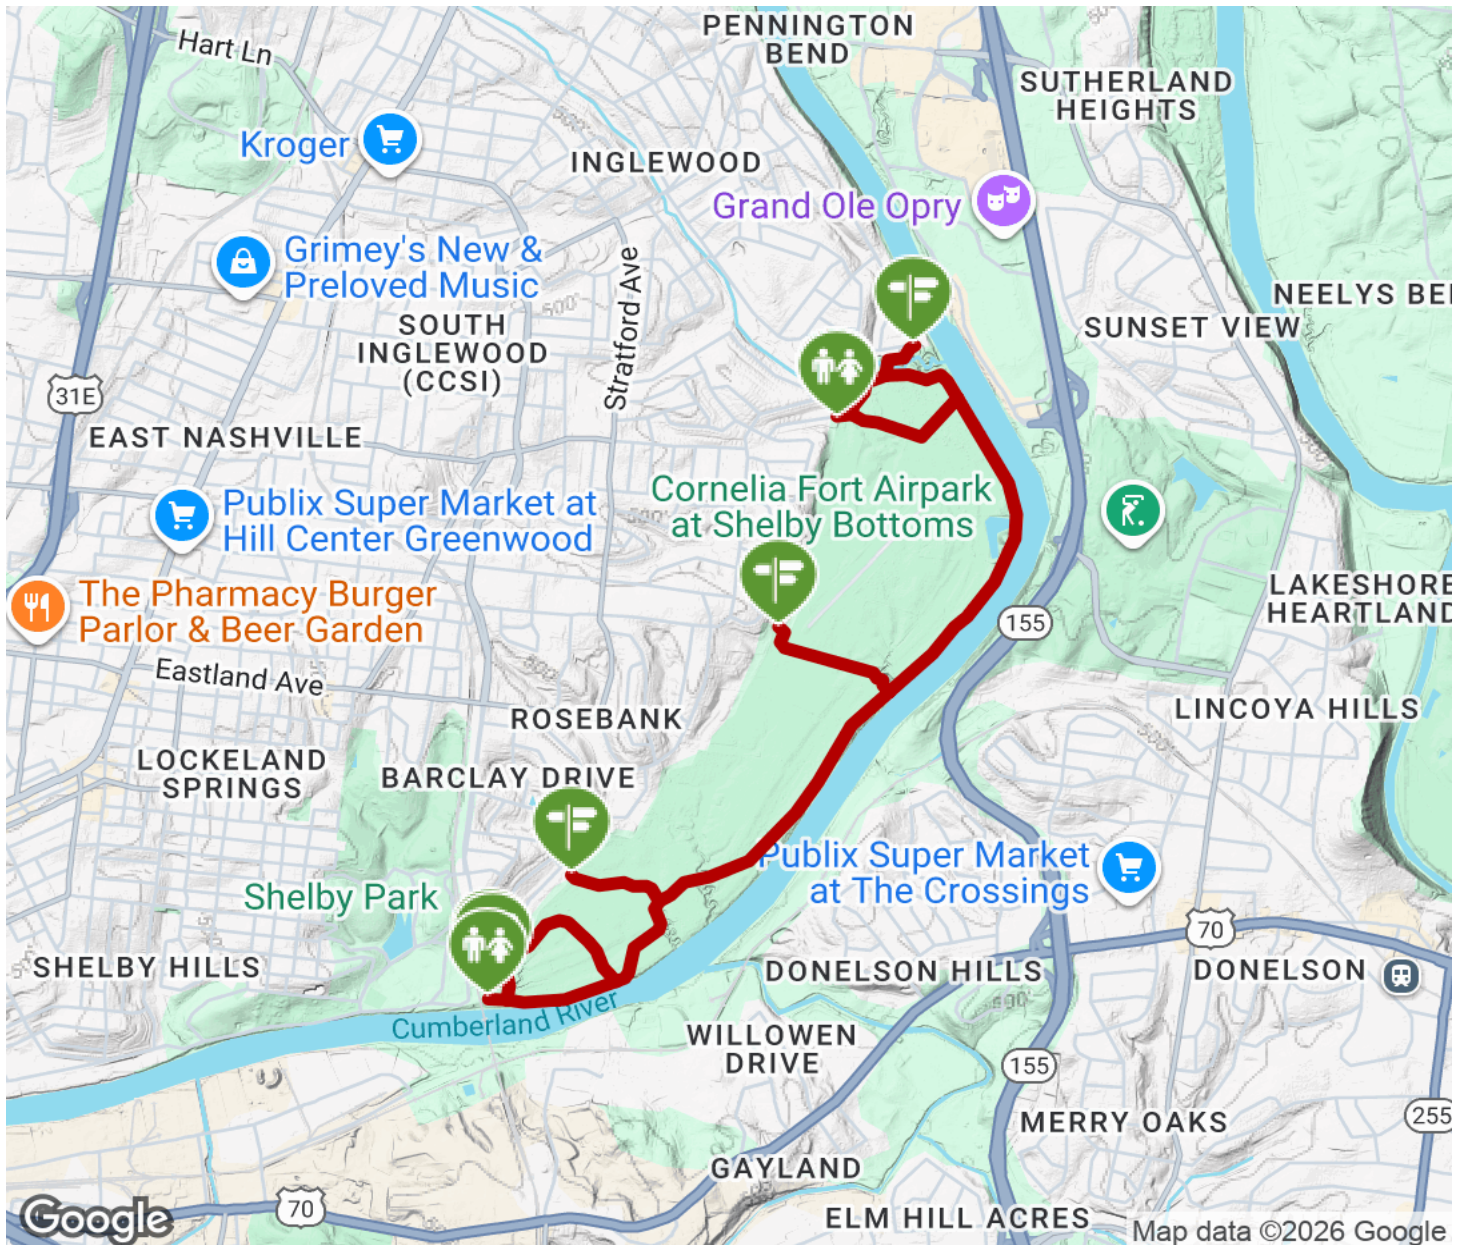 PENNINGTON
BEND
Hart Ln
SUTHERLAND
HEIGHTS
Kroger
INGLEWOOD
Grand Ole Opry
Grimey's New &
Preloved Music
NEELYS BE
SOUTH
INGLEWOOD
(CCSI)
SUNSET VIEW
Stratford Ave
31E
EAST NASHVILLE
Cornelia Fort Airpark
at Shelby Bottoms
Publix Super Market at
Hill Center Greenwood
The Pharmacy Burger
Parlor & Beer Garden
LAKESHORE
HEARTLAND
155
Eastland Ave
ROSEBANK
LINCOYA HILLS
LOCKELAND
SPRINGS
BARCLAY DRIVE
Publix Super Market
at The Crossings
Shelby Park
70
SHELBY HILLS
DONELSON HILLS
DONELSON
500'
Cumberland River
WILLOWEN
DRIVE
155
MERRY OAKS
255
GAYLAND
70
ELM HILL ACRES
Google
Map data ©2026 Google